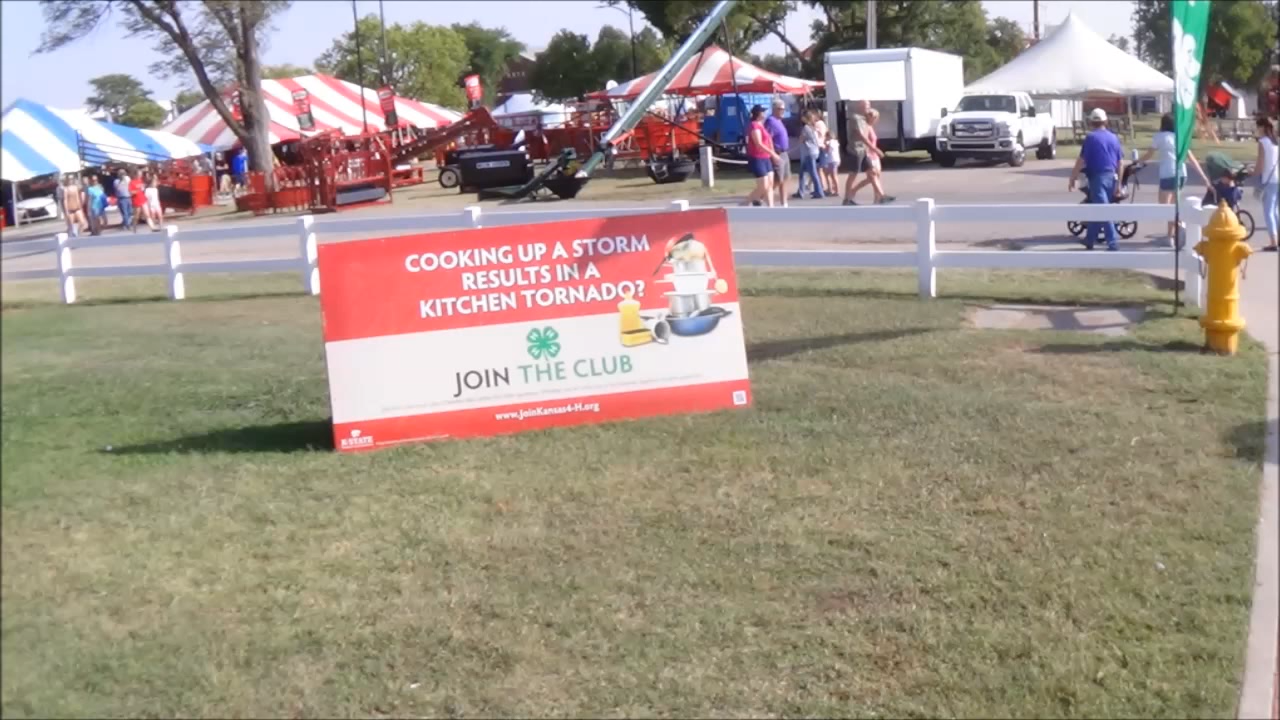 COOKING UP A STORM
RESULTS IN A
KITCHEN TORNADO?
JOIN THE CLUB
www.JoinKansas4-H.org
K-STATE